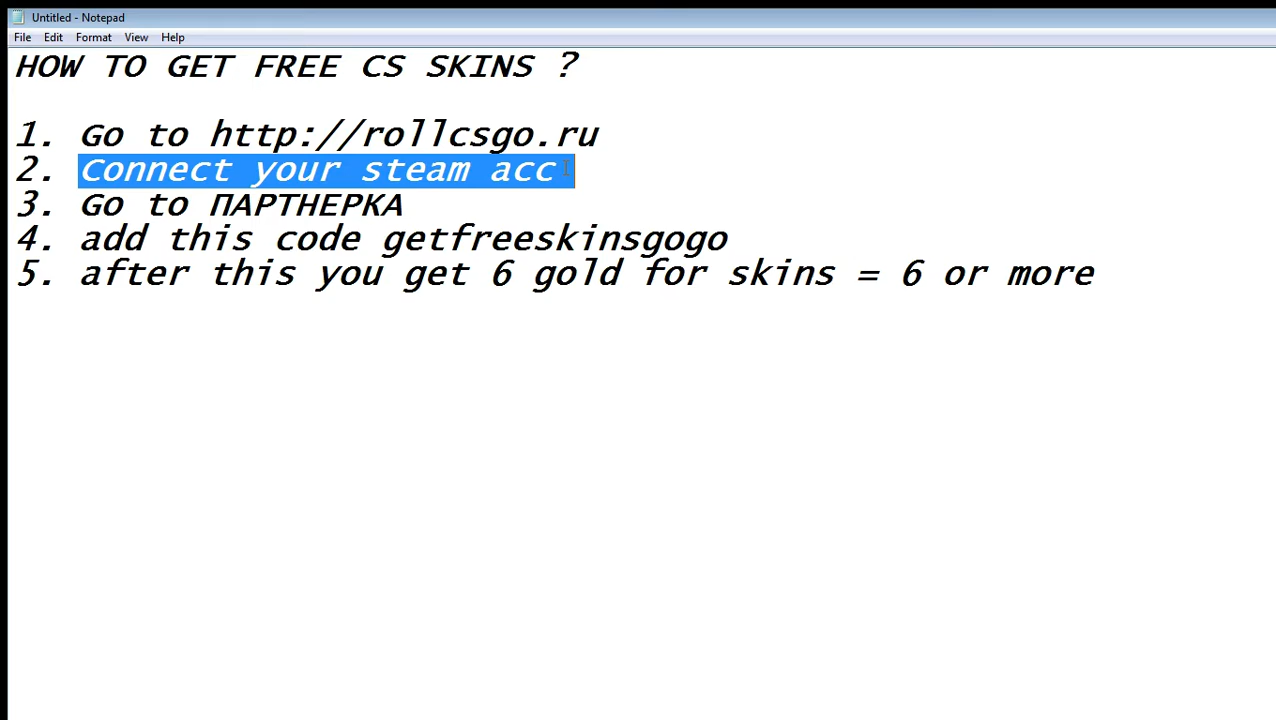 Untitled - Notepad
File Edit Format View Help
HOW TO GET FREE CS SKINS ?
1. Go to http://rollcsgo.ru
2. Connect your steam acc
3. Go to ПАРТНЕРКА
4. add this code getfreeskinsgogo
5. after this you get 6 gold for skins = 6 or more